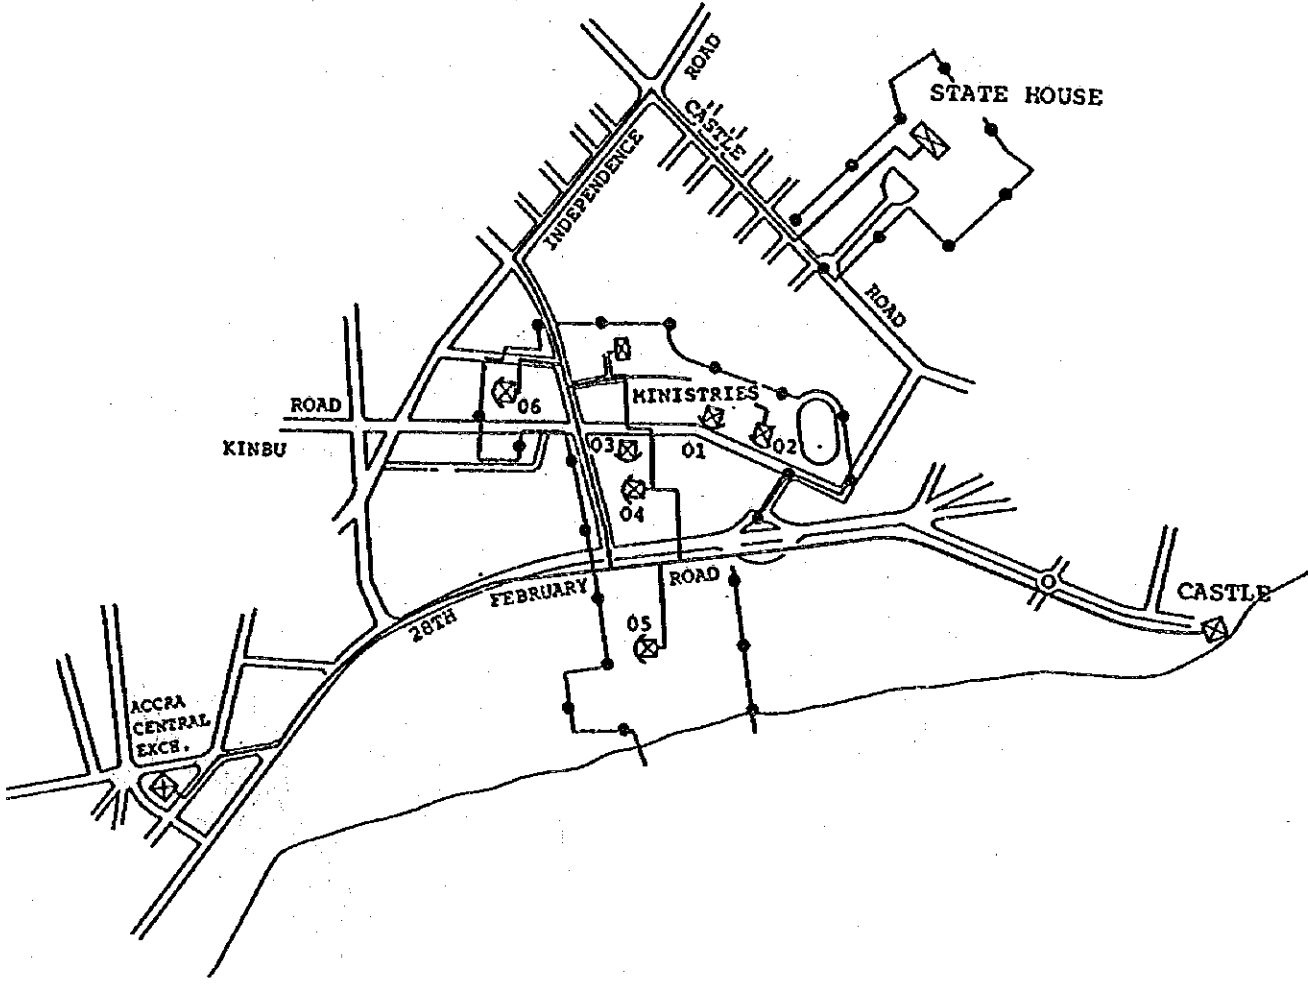 ROAD
CASTLE
STATE HOUSE
INDEPENDENCE
ROAD
ROAD
KINBU
06
MINISTRIES
03
01
02
04
FEBRUARY
ROAD
28TH
05
CASTLE
ACCRA
CENTRAL
EXCH.